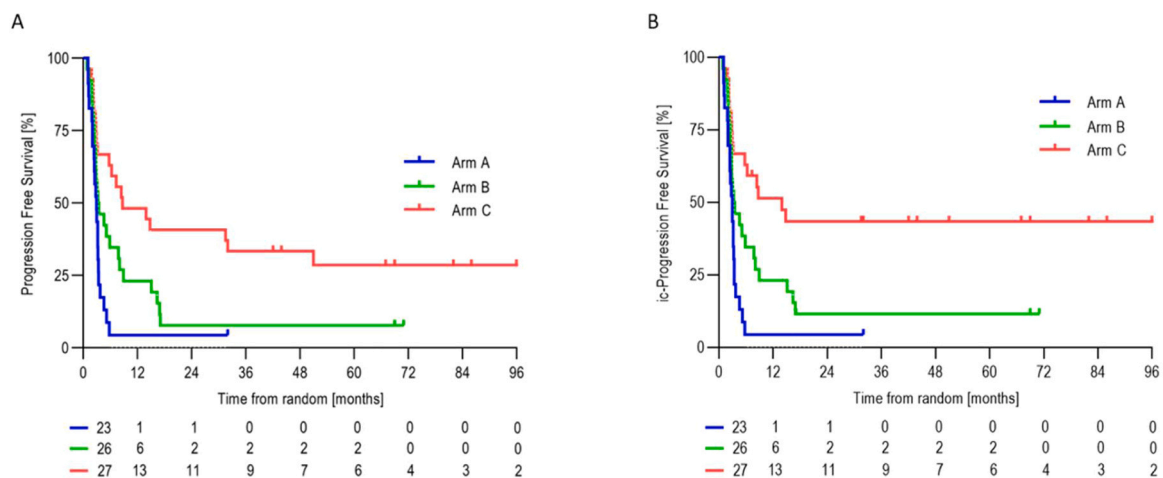 A
Progression Free Survival [%]
100
75
50
25
0
Arm A
Arm B
Arm C
0 12 24 36 48 60 72 84 96
Time from random [months]
23 1 1 0 0 0 0 0 0
26 6 2 2 2 2 0 0 0
27 13 11 9 7 6 4 3 2
B
ic-Progression Free Survival [%]
100
75
50
25
0
Arm A
Arm B
Arm C
0 12 24 36 48 60 72 84 96
Time from random [months]
23 1 1 0 0 0 0 0 0
26 6 2 2 2 2 0 0 0
27 13 11 9 7 6 4 3 2